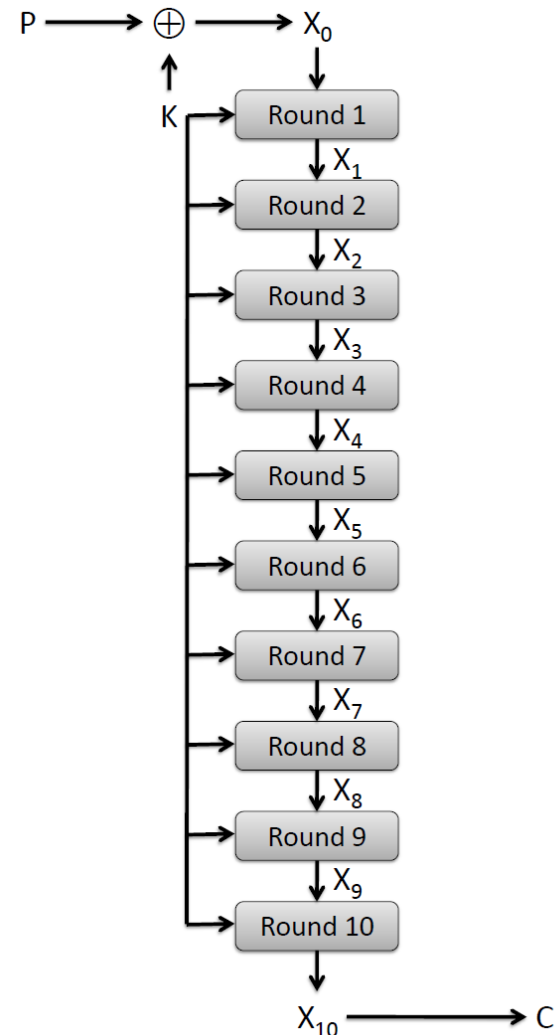 P ⊕ X₀
K
Round 1
X₁
Round 2
X₂
Round 3
X₃
Round 4
X₄
Round 5
X₅
Round 6
X₆
Round 7
X₇
Round 8
X₈
Round 9
X₉
Round 10
X₁₀ C